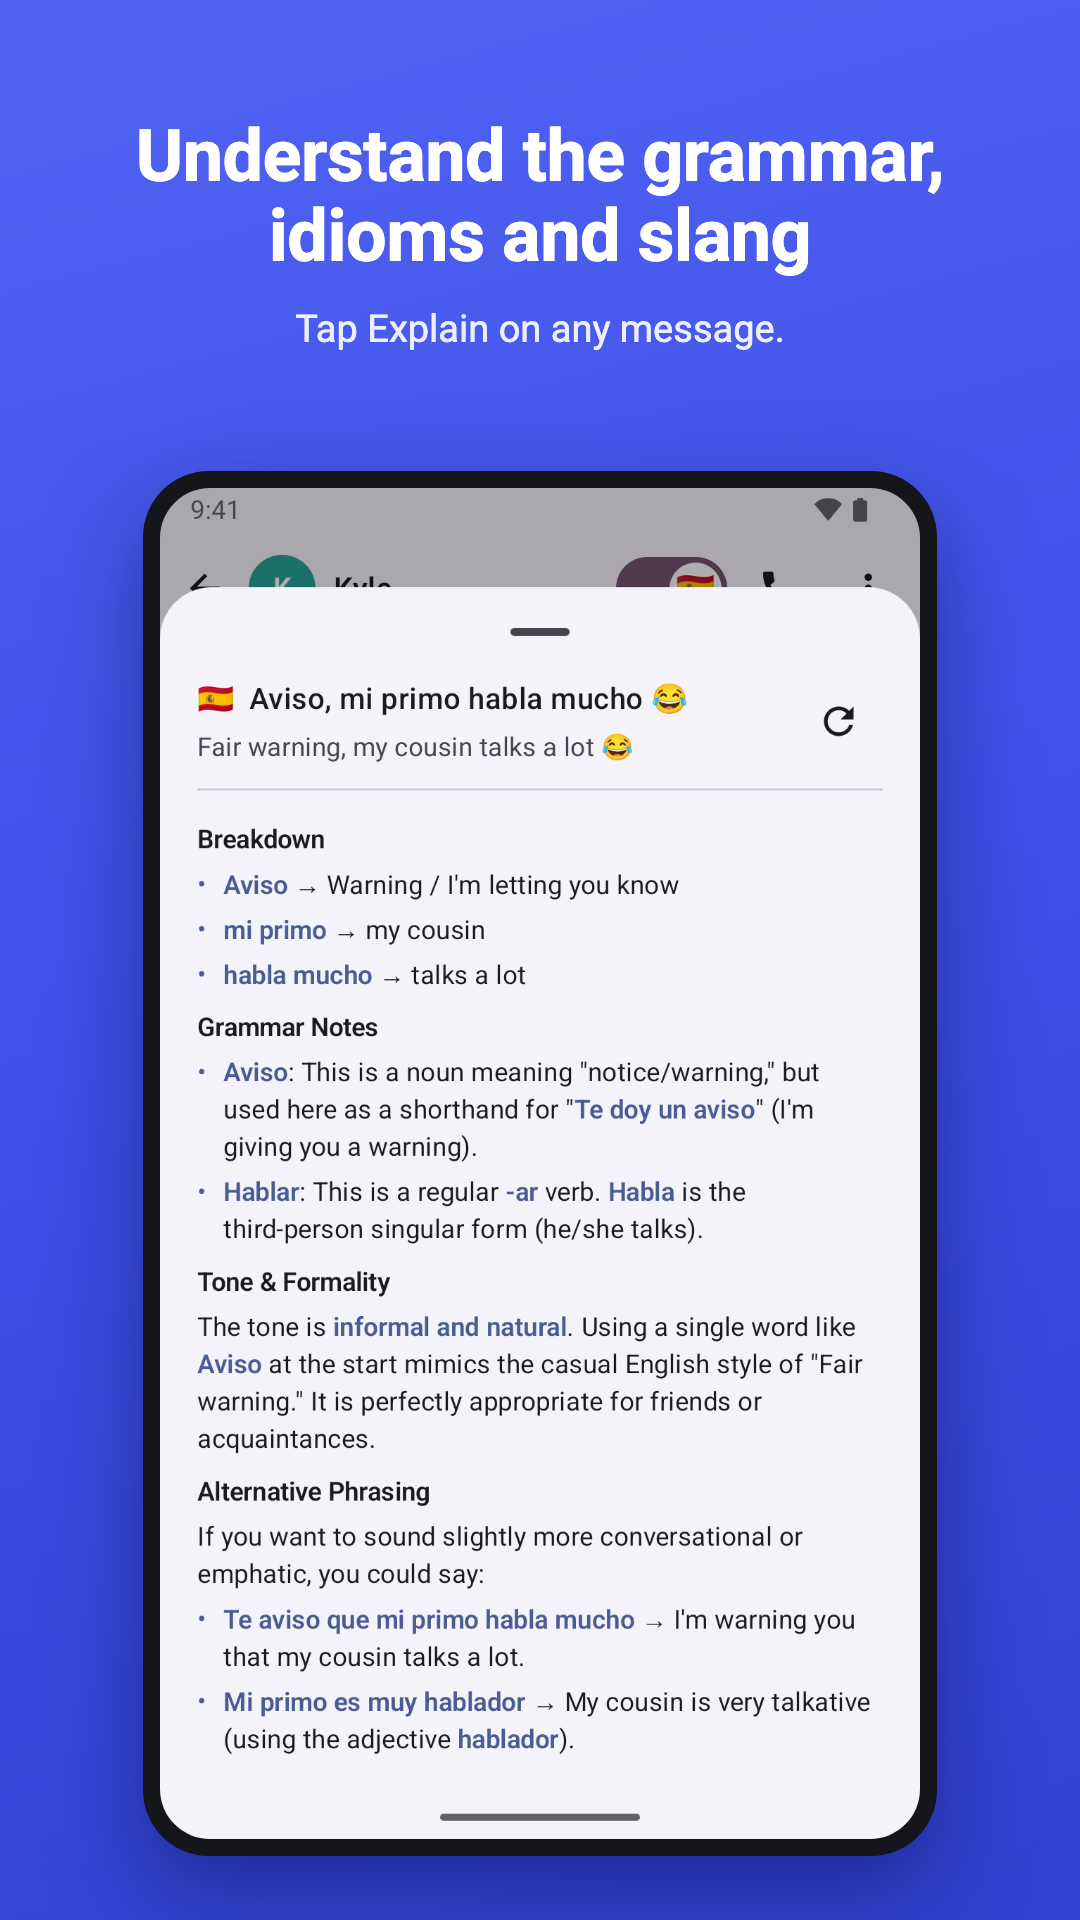 Understand the grammar,
idioms and slang
Tap Explain on any message.
9:41
K Kyle
🇪🇸 Aviso, mi primo habla mucho 😂
Fair warning, my cousin talks a lot 😂
Breakdown
• Aviso → Warning / I'm letting you know
• mi primo → my cousin
• habla mucho → talks a lot
Grammar Notes
• Aviso: This is a noun meaning "notice/warning," but
used here as a shorthand for "Te doy un aviso" (I'm
giving you a warning).
• Hablar: This is a regular -ar verb. Habla is the
third-person singular form (he/she talks).
Tone & Formality
The tone is informal and natural. Using a single word like
Aviso at the start mimics the casual English style of "Fair
warning." It is perfectly appropriate for friends or
acquaintances.
Alternative Phrasing
If you want to sound slightly more conversational or
emphatic, you could say:
• Te aviso que mi primo habla mucho → I'm warning you
that my cousin talks a lot.
• Mi primo es muy hablador → My cousin is very talkative
(using the adjective hablador).